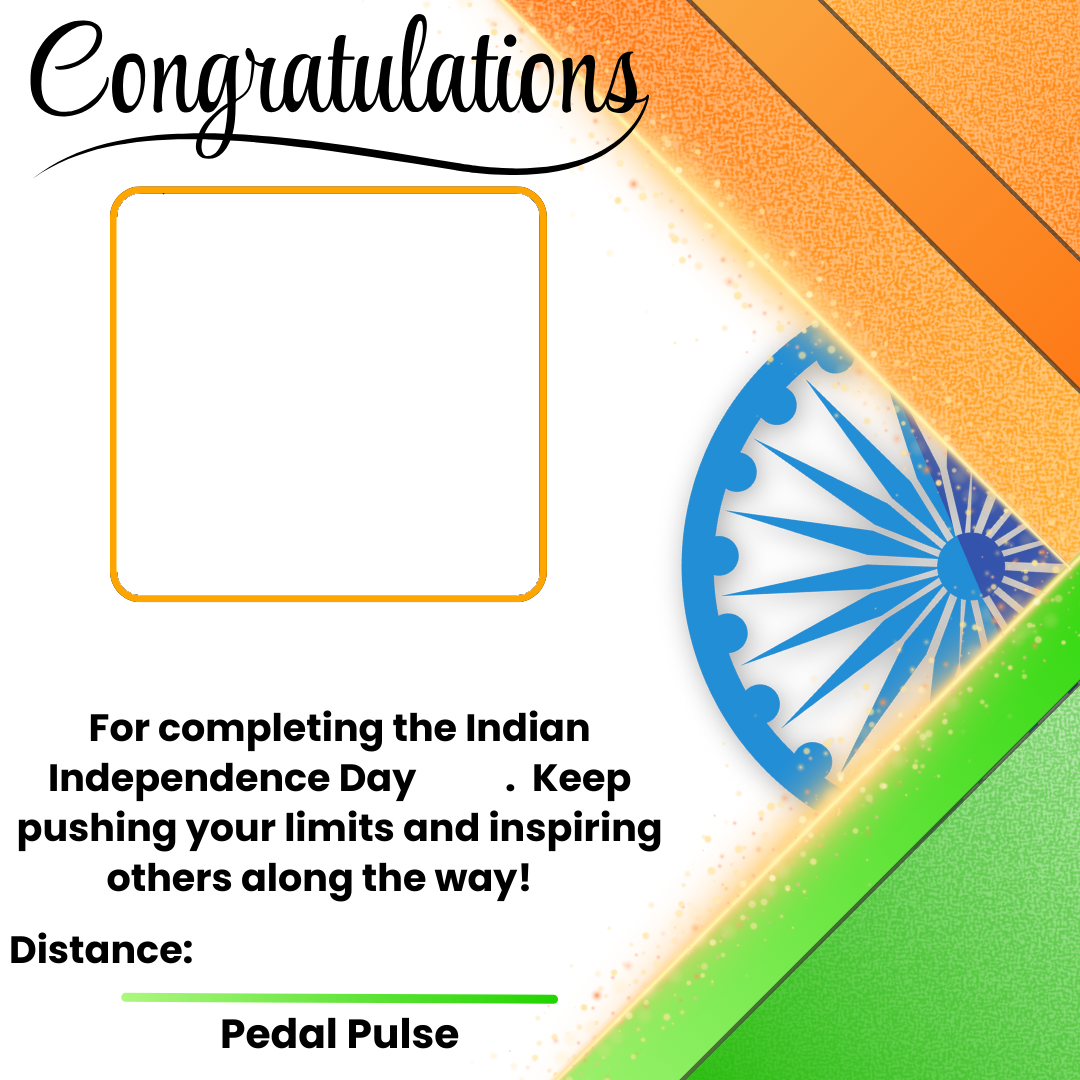 Congratulations
For completing the Indian
Independence Day . Keep
pushing your limits and inspiring
others along the way!
Distance:
Pedal Pulse